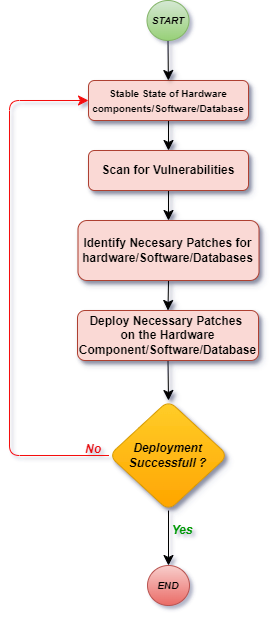 START
Stable State of Hardware
components/Software/Database
Scan for Vulnerabilities
Identify Necesary Patches for
hardware/Software/Databases
Deploy Necessary Patches
on the Hardware
Component/Software/Database
Deployment
Successfull ?
No
Yes
END